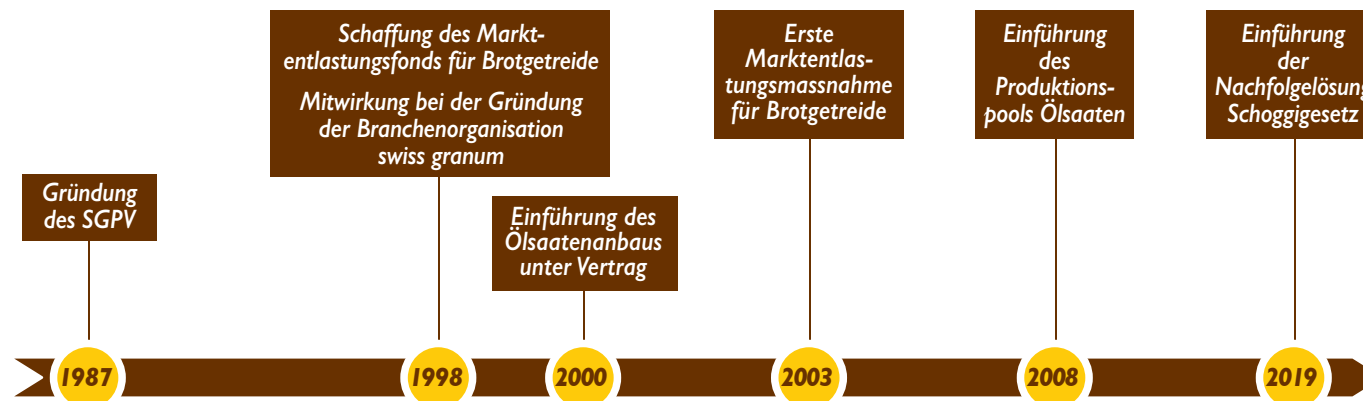 Gründung
des SGPV
Schaffung des Markt-
entlastungsfonds für Brotgetreide
Mitwirkung bei der Gründung
der Branchenorganisation
swiss granum
Einführung des
Ölsaatenanbaus
unter Vertrag
Erste
Marktentlas-
tungsmassnahme
für Brotgetreide
Einführung
des
Produktions-
pools Ölsaaten
Einführung
der
Nachfolgelösung
Schoggigesetz
1987
1998
2000
2003
2008
2019